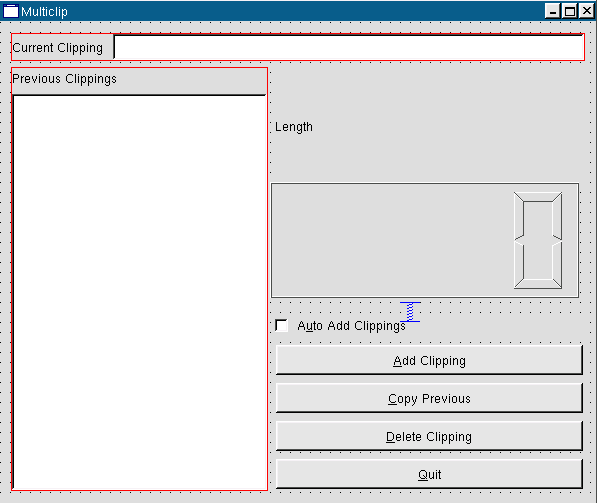 Multiclip
Current Clipping
Previous Clippings
Length
0
Auto Add Clippings
Add Clipping
Copy Previous
Delete Clipping
Quit